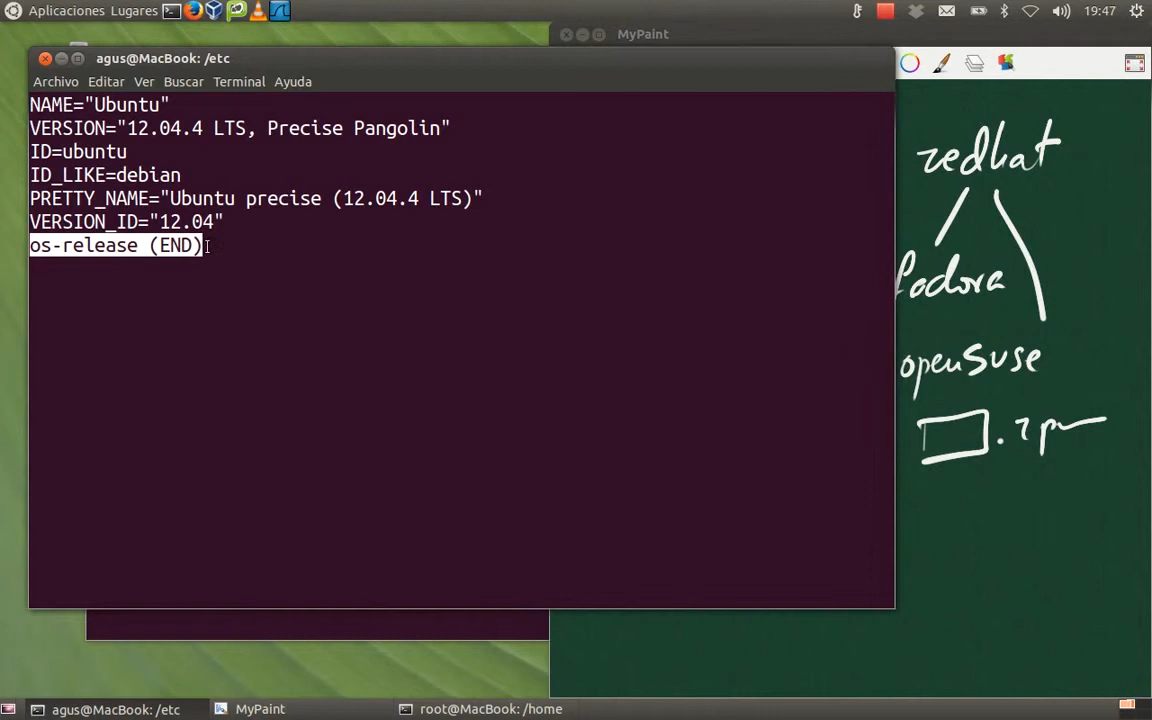 Aplicaciones Lugares
19:47
MyPaint
agus@MacBook: /etc
Archivo Editar Ver Buscar Terminal Ayuda
NAME="Ubuntu"
VERSION="12.04.4 LTS, Precise Pangolin"
ID=ubuntu
ID_LIKE=debian
PRETTY_NAME="Ubuntu precise (12.04.4 LTS)"
VERSION_ID="12.04"
os-release (END)
redhat
fedora
openSuse
.rpm
agus@MacBook: /etc
MyPaint
root@MacBook: /home